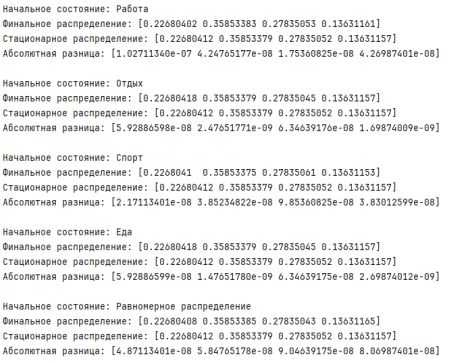 Начальное состояние: Работа
Финальное распределение: [0.22680402 0.35853383 0.27835053 0.13631161]
Стационарное распределение: [0.22680412 0.35853379 0.27835052 0.13631157]
Абсолютная разница: [1.02711340e-07 4.24765177e-08 1.75360825e-08 4.26987401e-08]
Начальное состояние: Отдых
Финальное распределение: [0.22680418 0.35853379 0.27835045 0.13631157]
Стационарное распределение: [0.22680412 0.35853379 0.27835052 0.13631157]
Абсолютная разница: [5.92886598e-08 2.47651771e-09 6.34639176e-08 1.69874009e-09]
Начальное состояние: Спорт
Финальное распределение: [0.2268041  0.35853375 0.27835061 0.13631153]
Стационарное распределение: [0.22680412 0.35853379 0.27835052 0.13631157]
Абсолютная разница: [2.17113401e-08 3.85234822e-08 9.85360825e-08 3.83012599e-08]
Начальное состояние: Еда
Финальное распределение: [0.22680418 0.35853379 0.27835045 0.13631157]
Стационарное распределение: [0.22680412 0.35853379 0.27835052 0.13631157]
Абсолютная разница: [5.92886599e-08 1.47651780e-09 6.34639175e-08 2.69874012e-09]
Начальное состояние: Равномерное распределение
Финальное распределение: [0.22680408 0.35853385 0.27835043 0.13631165]
Стационарное распределение: [0.22680412 0.35853379 0.27835052 0.13631157]
Абсолютная разница: [4.87113401e-08 5.84765178e-08 9.04639175e-08 8.06987401e-08]